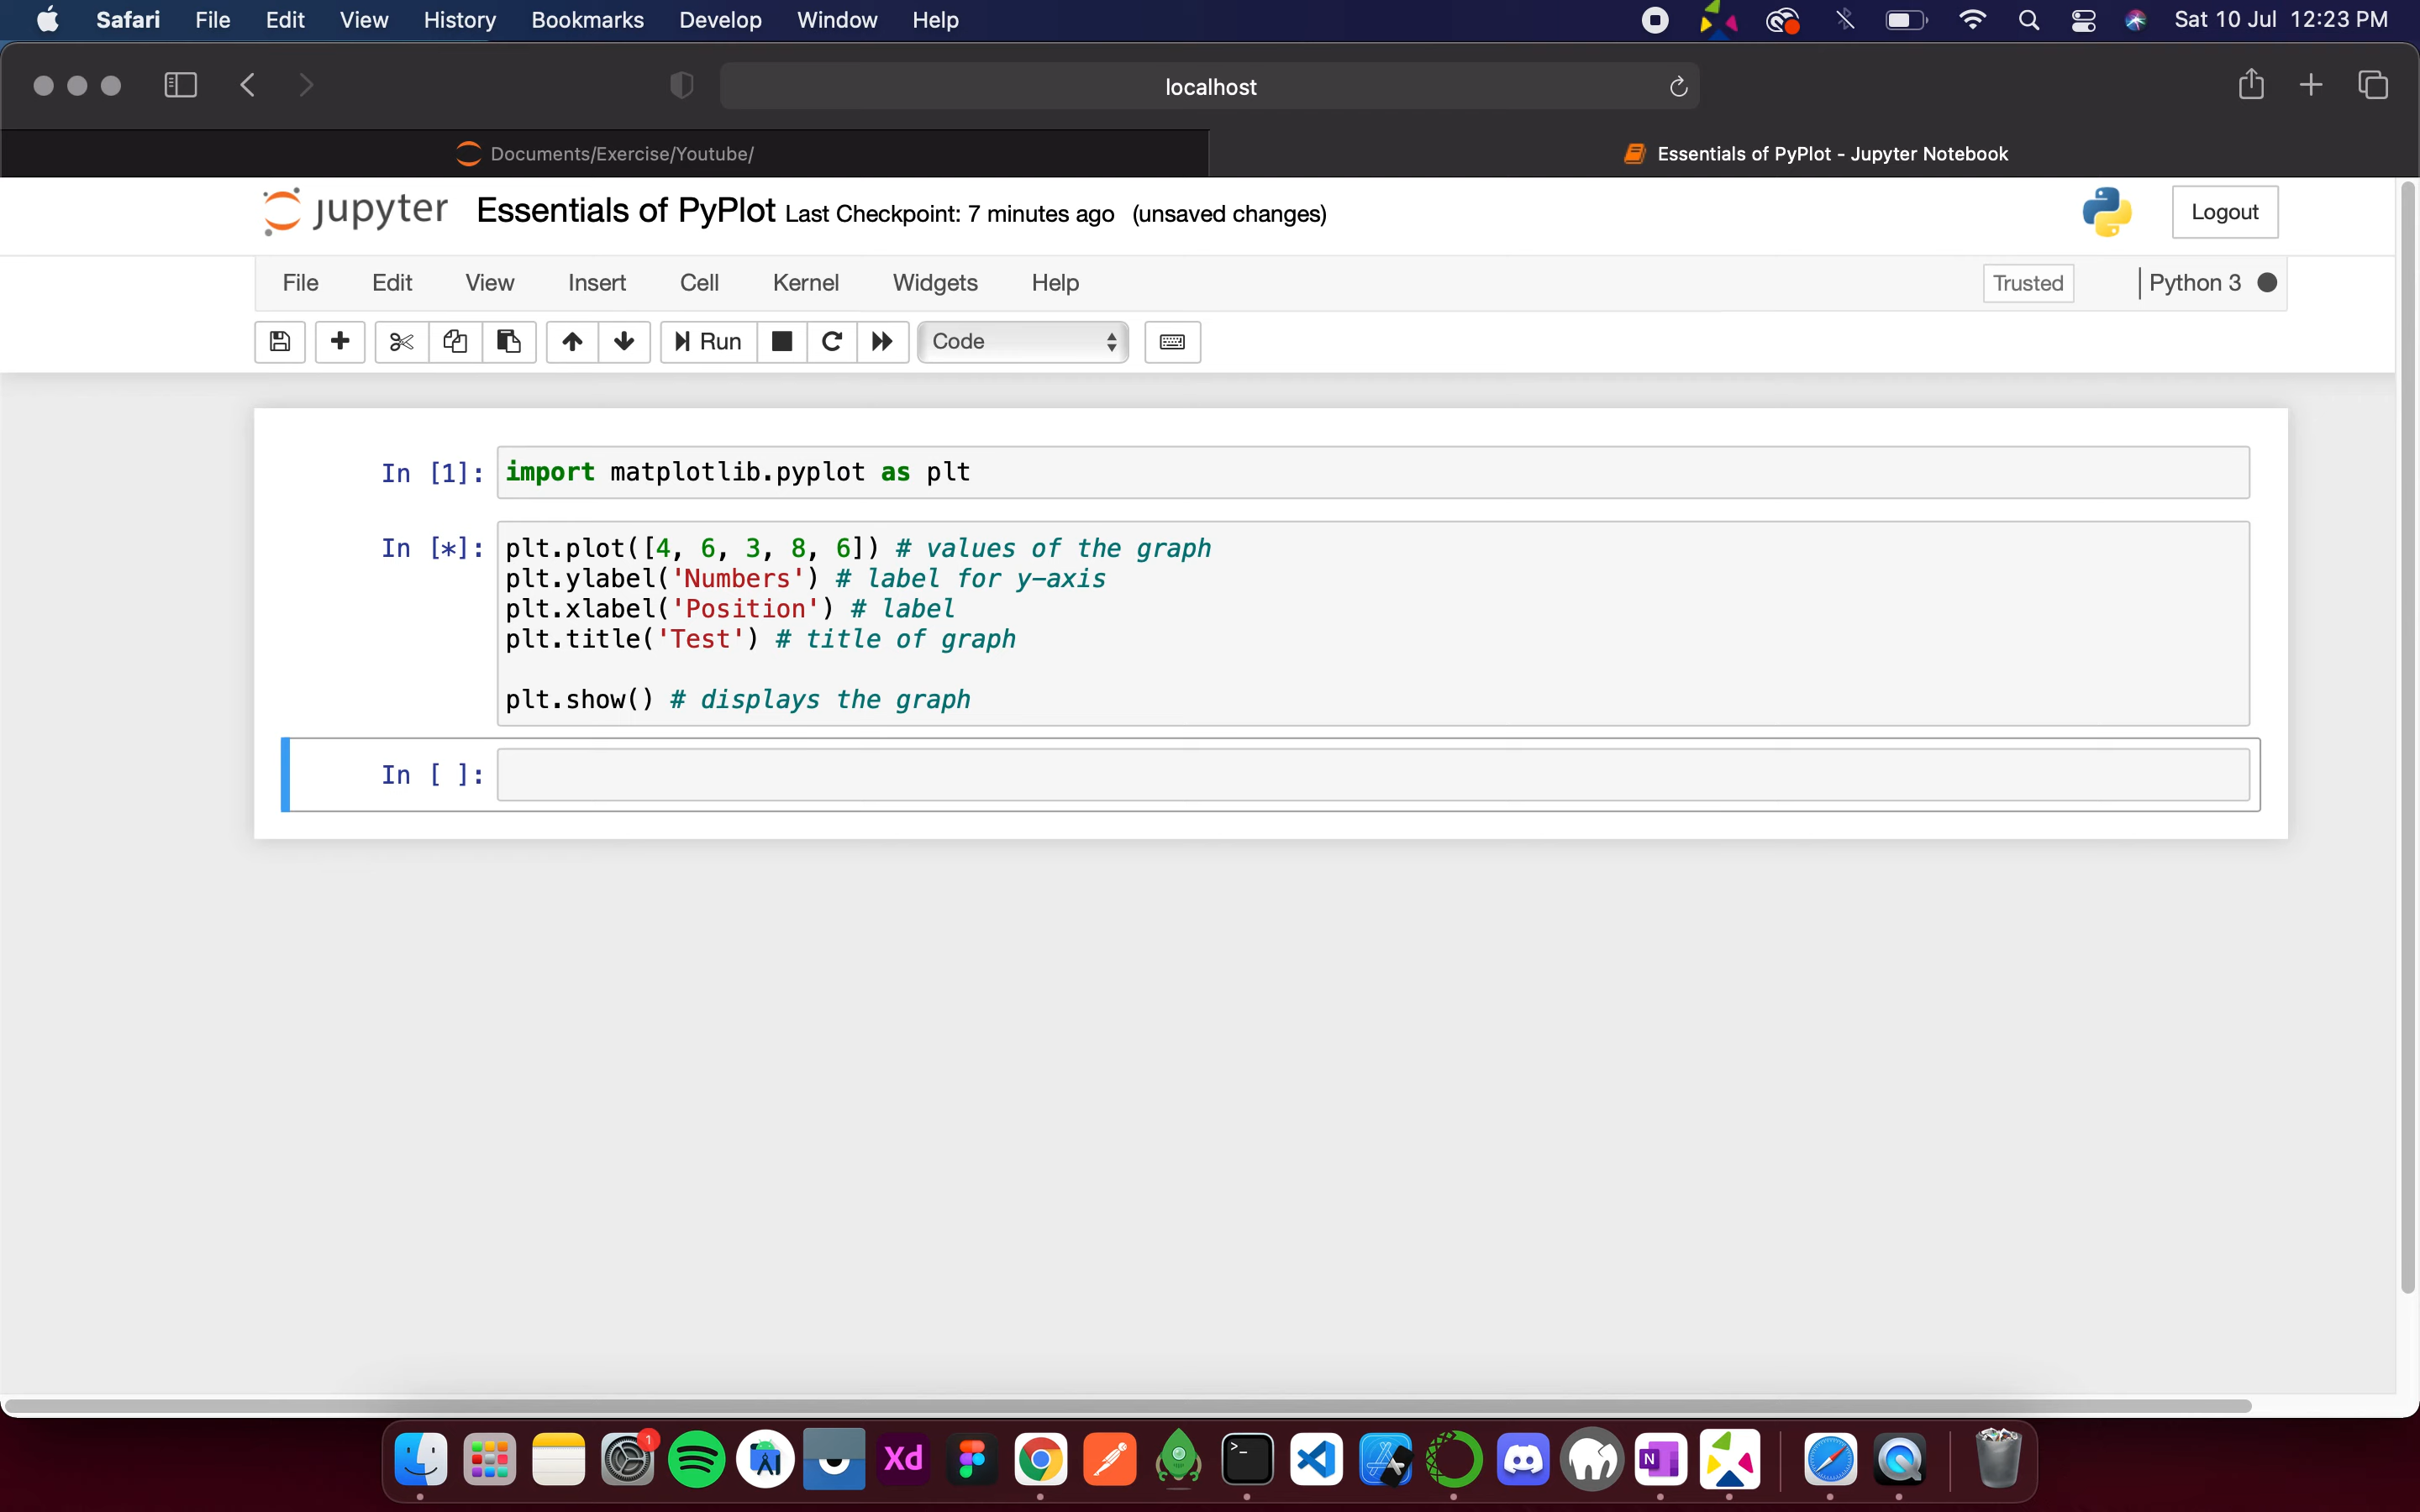 Safari File Edit View History Bookmarks Develop Window Help Sat 10 Jul 12:23 PM
localhost
Documents/Exercise/Youtube/ Essentials of PyPlot - Jupyter Notebook
jupyter Essentials of PyPlot Last Checkpoint: 7 minutes ago (unsaved changes) Logout
File Edit View Insert Cell Kernel Widgets Help Trusted Python 3
Run Code
In [1]: import matplotlib.pyplot as plt
In [*]: plt.plot([4, 6, 3, 8, 6]) # values of the graph
plt.ylabel('Numbers') # label for y-axis
plt.xlabel('Position') # label
plt.title('Test') # title of graph
plt.show() # displays the graph
In [ ]:
1
Xd
>_
N